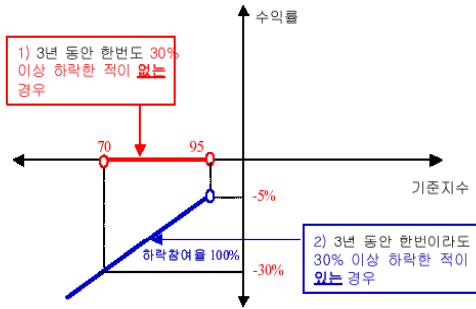 수익률
1) 3년 동안 한번도 30%
이상 하락한 적이 없는
경우
70
95
기준지수
-5%
하락참여율 100%
-30%
2) 3년 동안 한번이라도
30% 이상 하락한 적이
있는 경우